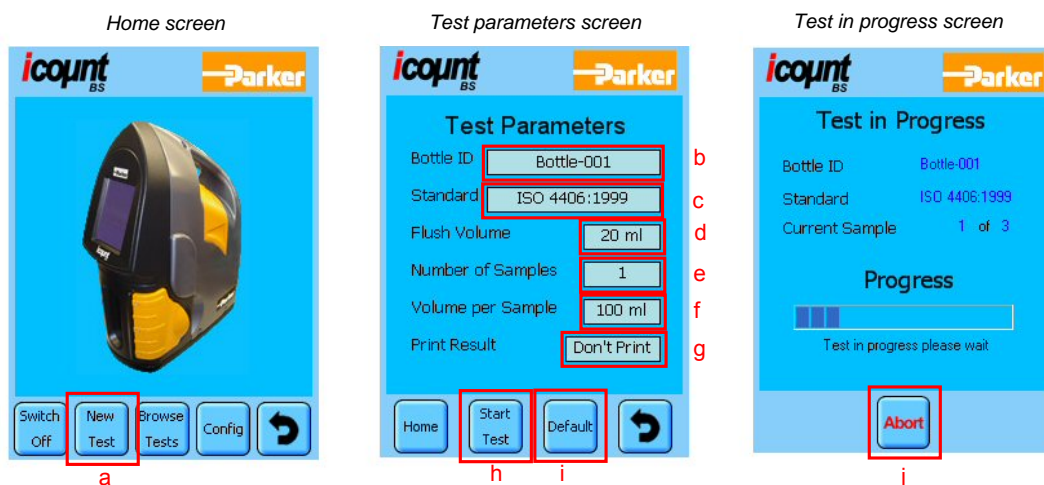 Home screen
icoμnt
BS
Parker
Switch Off
New Test
Browse Tests
Config
a
Test parameters screen
icoμnt
BS
Parker
Test Parameters
Bottle ID Bottle-001 b
Standard ISO 4406:1999 c
Flush Volume 20 ml d
Number of Samples 1 e
Volume per Sample 100 ml f
Print Result Don't Print g
Home
Start Test
Default
h i
Test in progress screen
icoμnt
BS
Parker
Test in Progress
Bottle ID Bottle-001
Standard ISO 4406:1999
Current Sample 1 of 3
Progress
Test in progress please wait
Abort
j